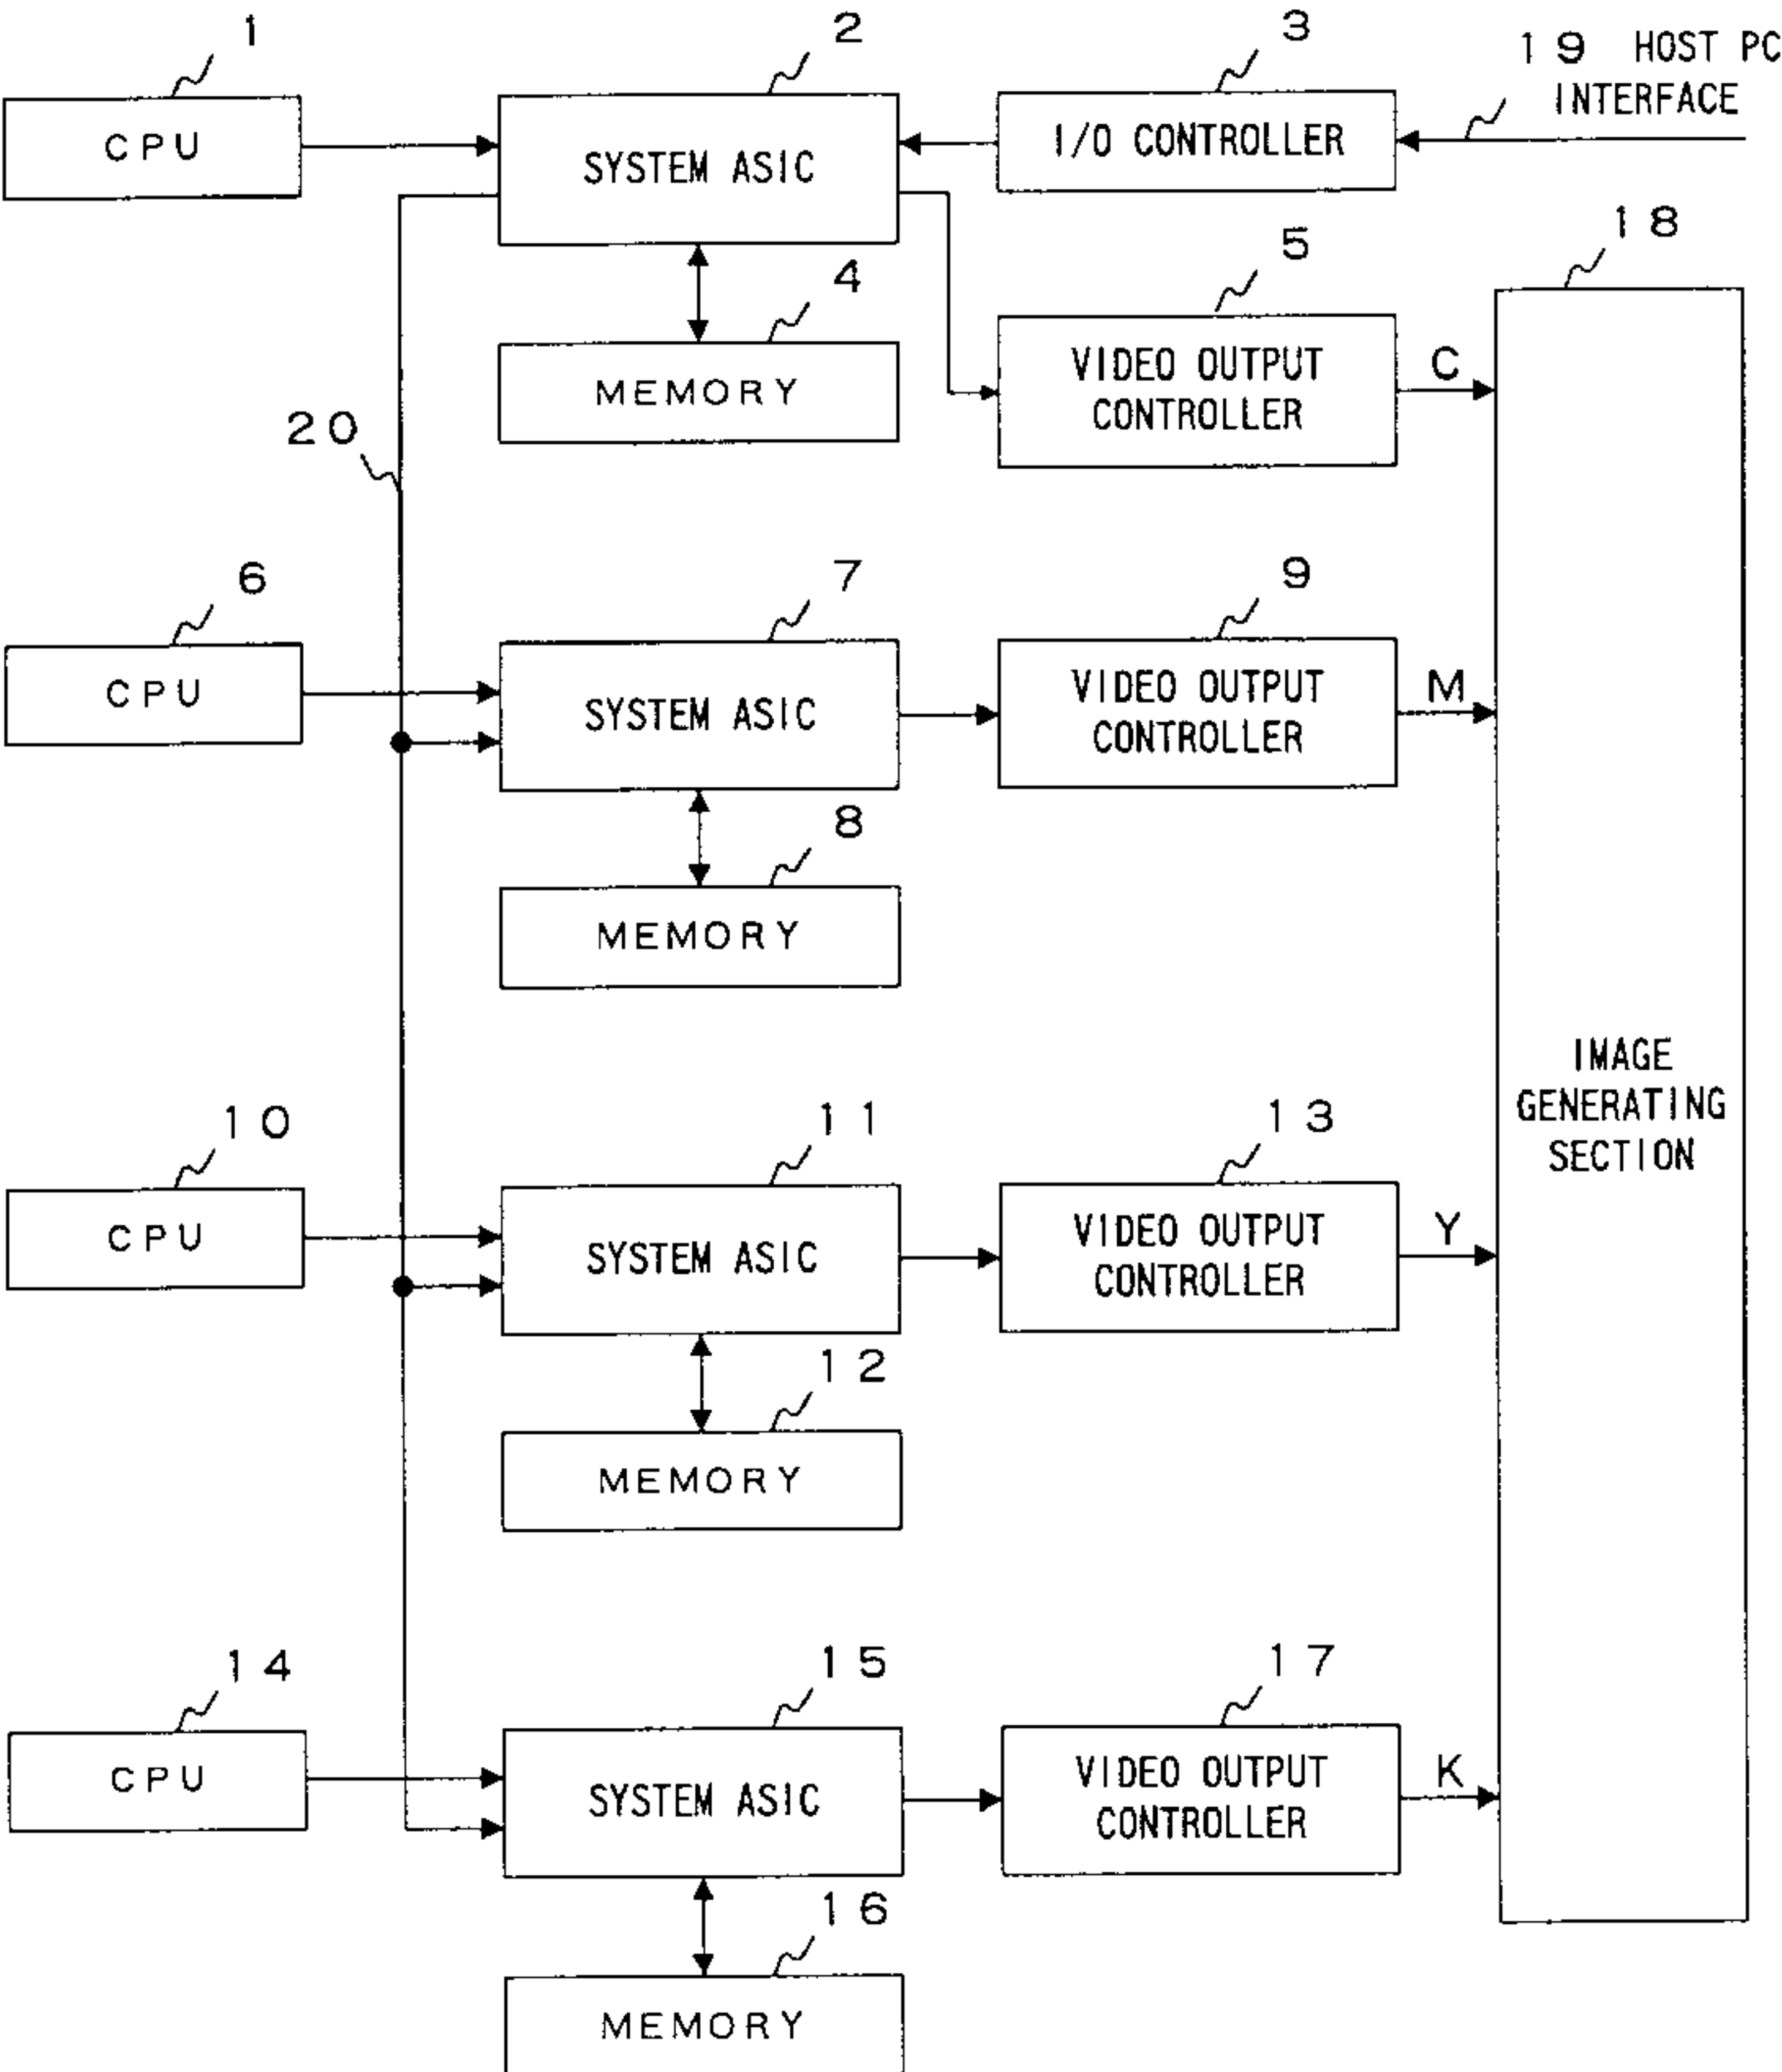 1
2
3
19 HOST PC
INTERFACE
CPU
SYSTEM ASIC
I/O CONTROLLER
4
5
18
MEMORY
VIDEO OUTPUT
CONTROLLER
C
20
6
7
9
CPU
SYSTEM ASIC
VIDEO OUTPUT
CONTROLLER
M
8
MEMORY
IMAGE
GENERATING
SECTION
10
11
13
CPU
SYSTEM ASIC
VIDEO OUTPUT
CONTROLLER
Y
12
MEMORY
14
15
17
CPU
SYSTEM ASIC
VIDEO OUTPUT
CONTROLLER
K
16
MEMORY